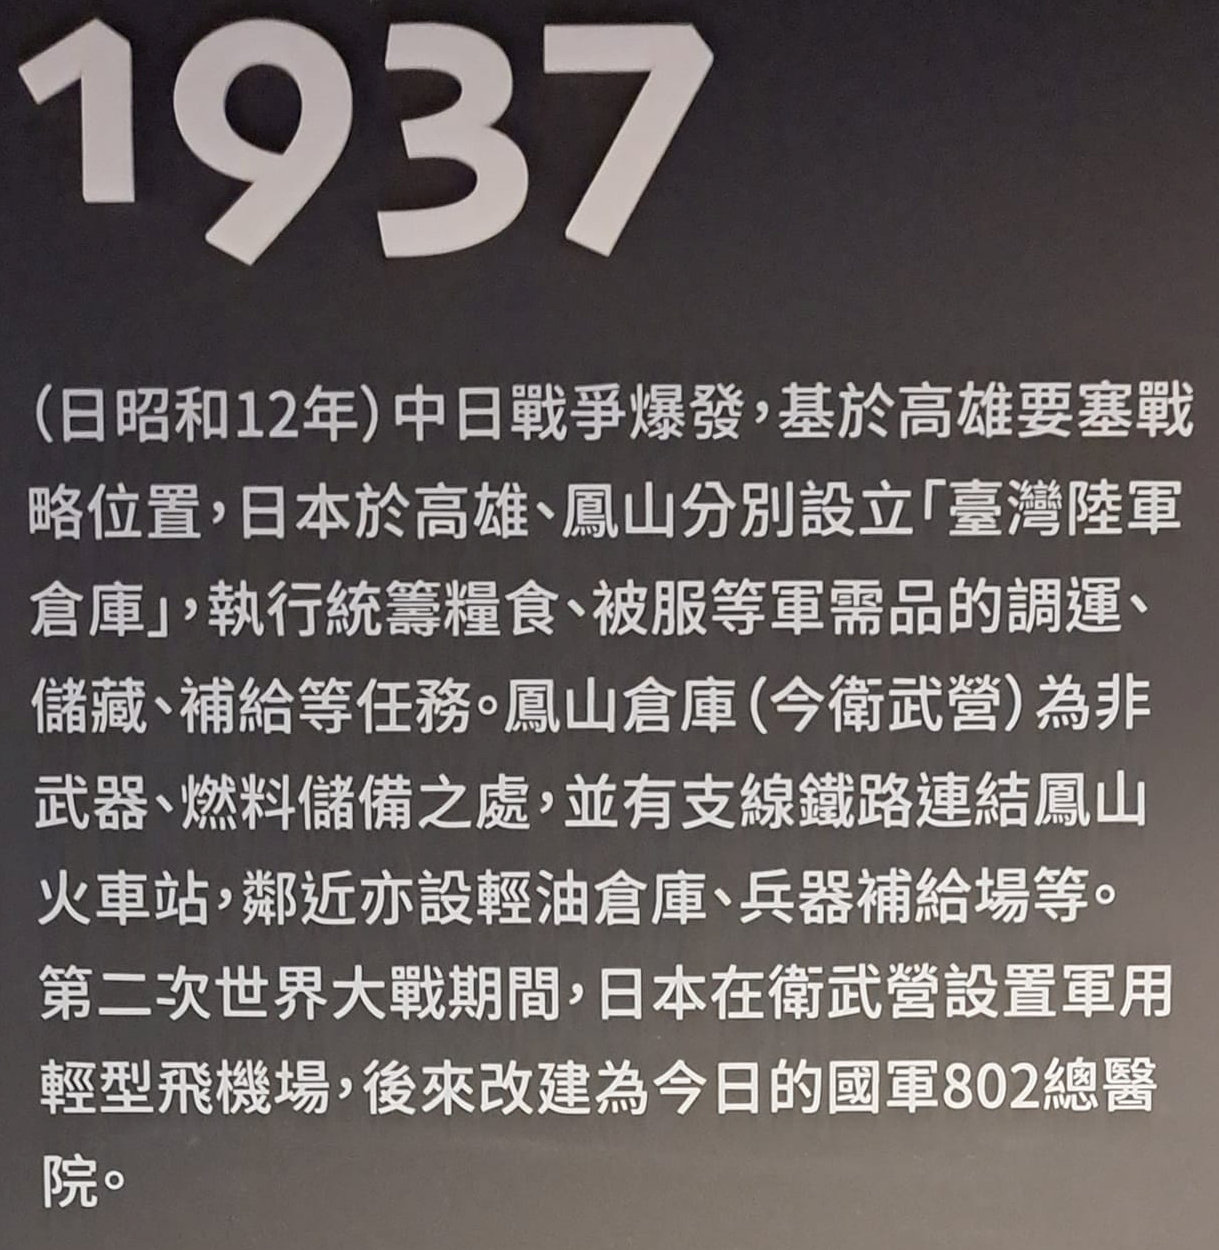 1937
（日昭和12年）中日戰爭爆發，基於高雄要塞戰
略位置，日本於高雄、鳳山分別設立「臺灣陸軍
倉庫」，執行統籌糧食、被服等軍需品的調運、
儲藏、補給等任務。鳳山倉庫（今衛武營）為非
武器、燃料儲備之處，並有支線鐵路連結鳳山
火車站，鄰近亦設輕油倉庫、兵器補給場等。
第二次世界大戰期間，日本在衛武營設置軍用
輕型飛機場，後來改建為今日的國軍802總醫
院。